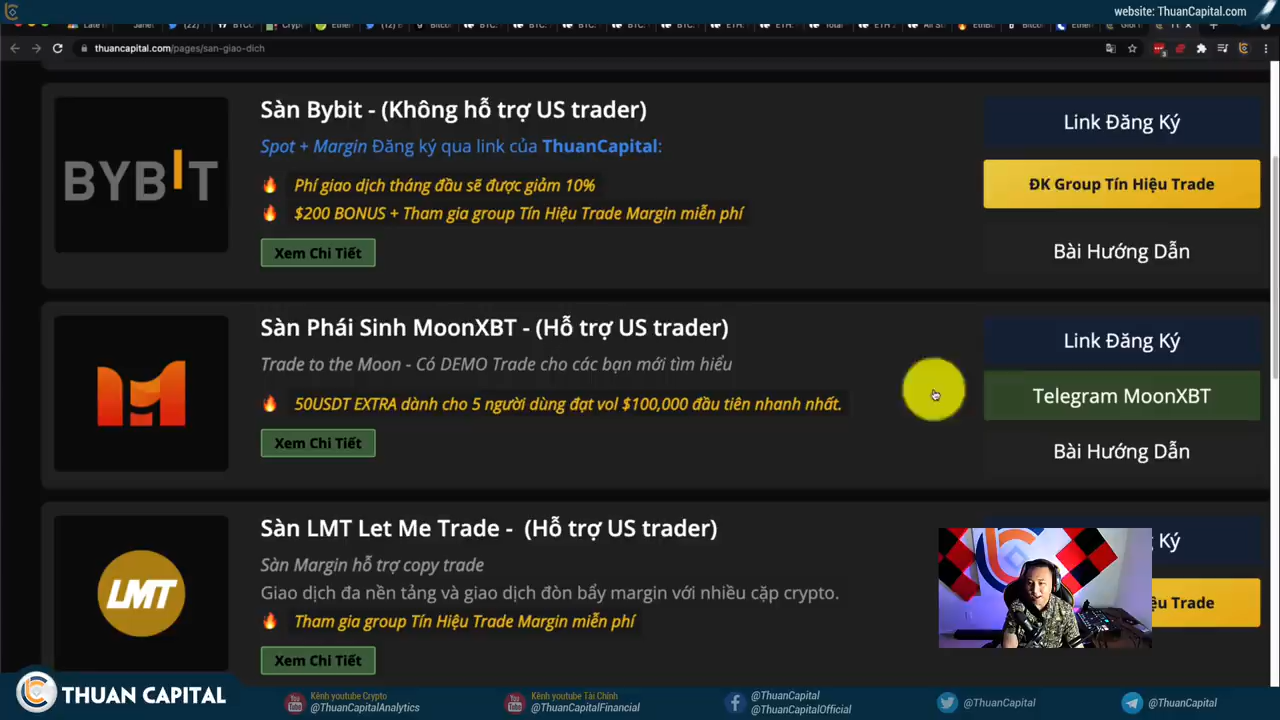 website: ThuanCapital.com
thuancapital.com/pages/san-giao-dich
BYBIT
Sàn Bybit - (Không hỗ trợ US trader)
Spot + Margin Đăng ký qua link của ThuanCapital:
Phí giao dịch tháng đầu sẽ được giảm 10%
$200 BONUS + Tham gia group Tín Hiệu Trade Margin miễn phí
Xem Chi Tiết
Link Đăng Ký
ĐK Group Tín Hiệu Trade
Bài Hướng Dẫn
Sàn Phái Sinh MoonXBT - (Hỗ trợ US trader)
Trade to the Moon - Có DEMO Trade cho các bạn mới tìm hiểu
50USDT EXTRA dành cho 5 người dùng đạt vol $100,000 đầu tiên nhanh nhất.
Xem Chi Tiết
Link Đăng Ký
Telegram MoonXBT
Bài Hướng Dẫn
LMT
Sàn LMT Let Me Trade - (Hỗ trợ US trader)
Sàn Margin hỗ trợ copy trade
Giao dịch đa nền tảng và giao dịch đòn bẩy margin với nhiều cặp crypto.
Tham gia group Tín Hiệu Trade Margin miễn phí
Xem Chi Tiết
Ký
Trade
THUAN CAPITAL
Kênh youtube Crypto
@ThuanCapitalAnalytics
Kênh youtube Tài Chính
@ThuanCapitalFinancial
@ThuanCapital
@ThuanCapitalOfficial
@ThuanCapital
@ThuanCapital